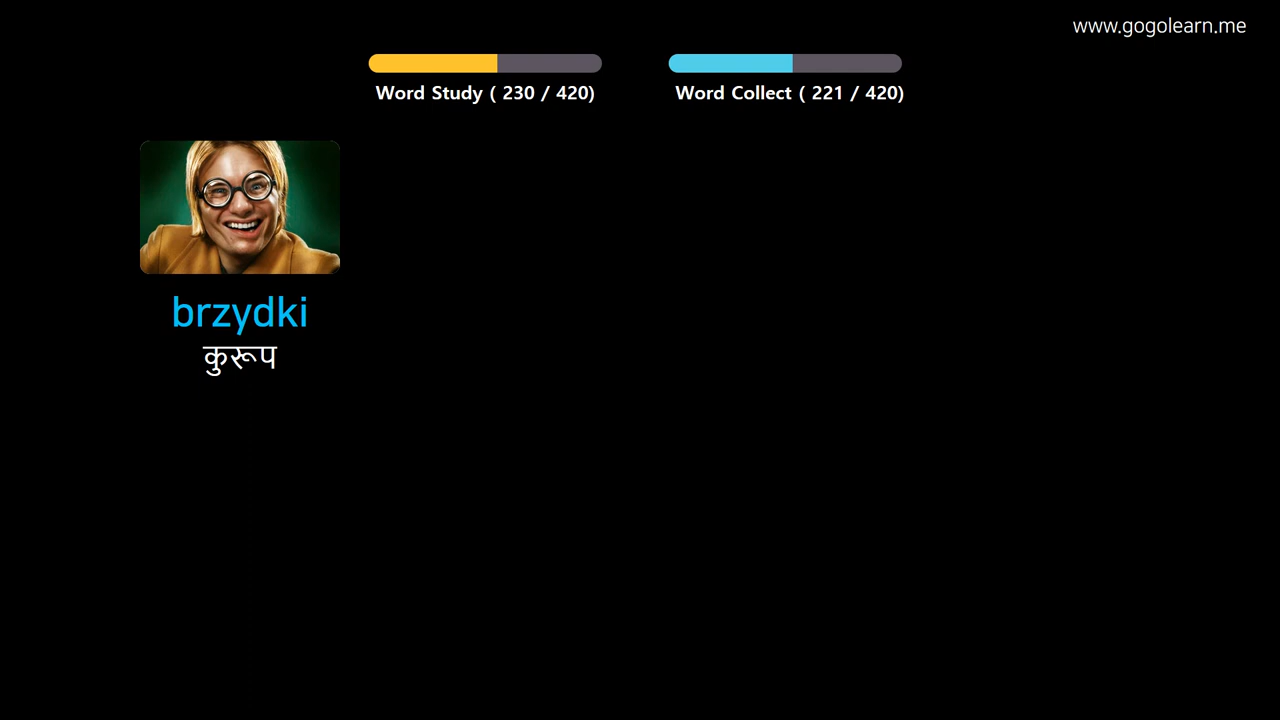 www.gogolearn.me
Word Study ( 230 / 420)
Word Collect ( 221 / 420)
brzydki
कुरूप